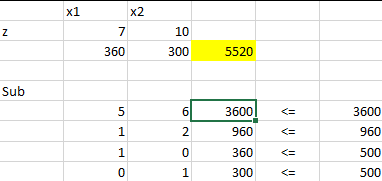 x1 x2
z 7 10
360 300 5520
Sub
5 6 3600 <= 3600
1 2 960 <= 960
1 0 360 <= 500
0 1 300 <= 500